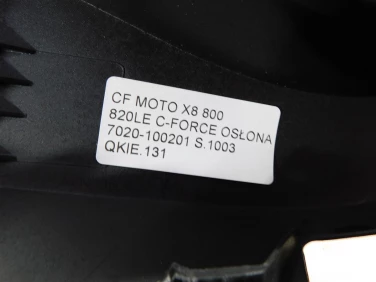 CF MOTO X8 800
820LE C-FORCE OSŁONA
7020-100201 S.1003
QKIE.131